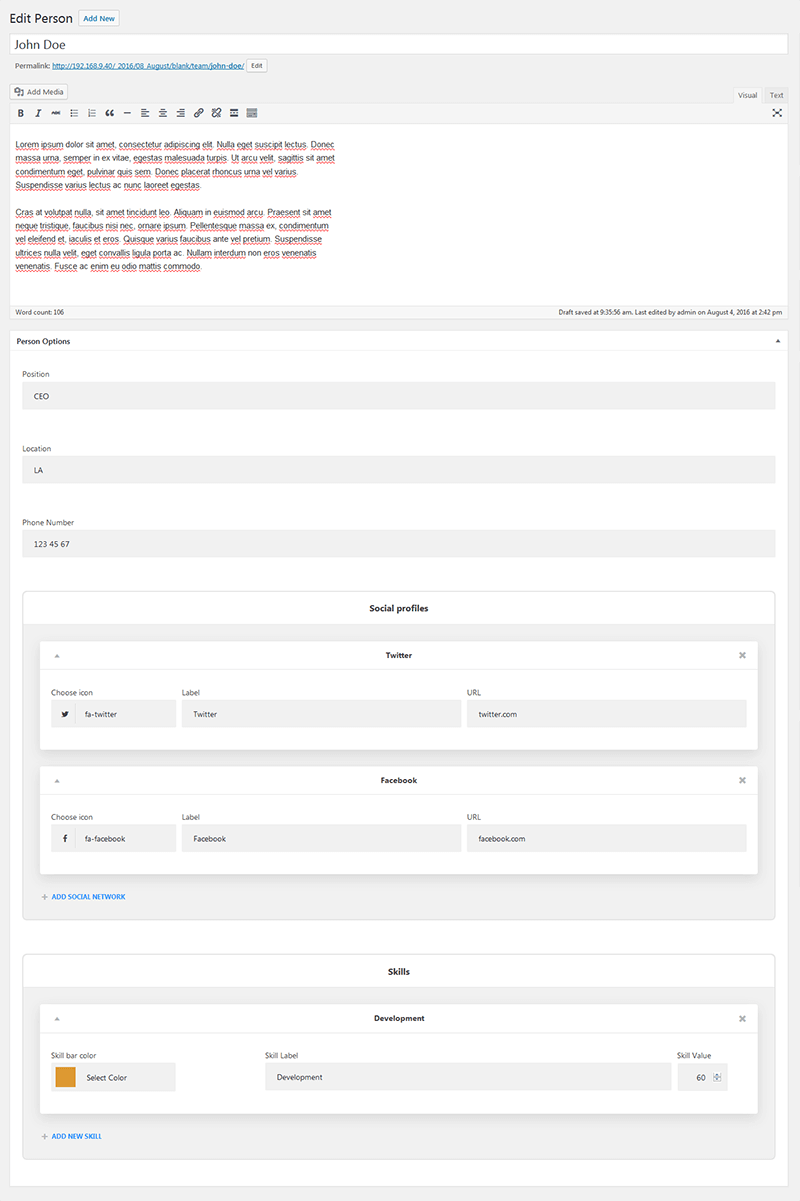 Edit Person Add New
John Doe
Permalink: http://192.168.9.40/_2016/08_August/blank/team/john-doe/ Edit
Add Media
Visual Text
B I ABC
Lorem ipsum dolor sit amet, consectetur adipiscing elit. Nulla eget suscipit lectus. Donec
massa urna, semper in ex vitae, egestas malesuada turpis. Ut arcu velit, sagittis sit amet
condimentum eget, pulvinar quis sem. Donec placerat rhoncus urna vel varius.
Suspendisse varius lectus ac nunc laoreet egestas.
Cras at volutpat nulla, sit amet tincidunt leo. Aliquam in euismod arcu. Praesent sit amet
neque tristique, faucibus nisi nec, ornare ipsum. Pellentesque massa ex, condimentum
vel eleifend et, iaculis et eros. Quisque varius faucibus ante vel pretium. Suspendisse
ultrices nulla velit, eget convallis ligula porta ac. Nullam interdum non eros venenatis
venenatis. Fusce ac enim eu odio mattis commodo.
Word count: 106 Draft saved at 9:35:56 am. Last edited by admin on August 4, 2016 at 2:42 pm
Person Options
Position
CEO
Location
LA
Phone Number
123 45 67
Social profiles
Twitter
Choose icon Label URL
fa-twitter Twitter twitter.com
Facebook
Choose icon Label URL
fa-facebook Facebook facebook.com
+ ADD SOCIAL NETWORK
Skills
Development
Skill bar color Skill Label Skill Value
Select Color Development 60
+ ADD NEW SKILL